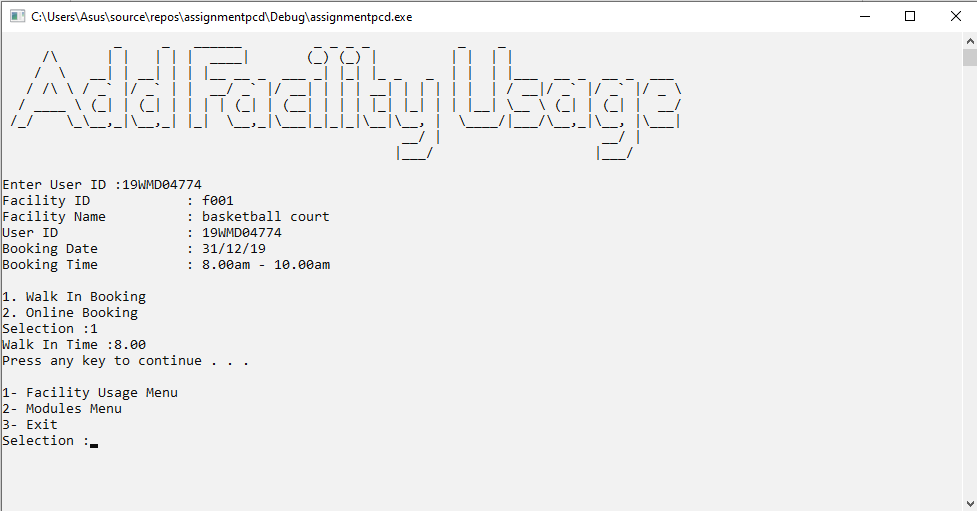 C:\Users\Asus\source\repos\assignmentpcd\Debug\assignmentpcd.exe
Add Facility Usage
Enter User ID :19WMD04774
Facility ID : f001
Facility Name : basketball court
User ID : 19WMD04774
Booking Date : 31/12/19
Booking Time : 8.00am - 10.00am
1. Walk In Booking
2. Online Booking
Selection :1
Walk In Time :8.00
Press any key to continue . . .
1- Facility Usage Menu
2- Modules Menu
3- Exit
Selection :